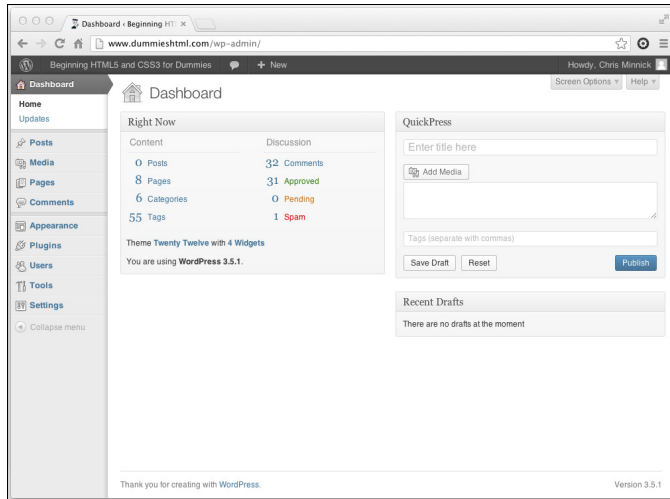 Dashboard ‹ Beginning HT
www.dummieshtml.com/wp-admin/
Beginning HTML5 and CSS3 for Dummies + New Howdy, Chris Minnick
Screen Options Help
Dashboard
Home
Updates
Posts
Media
Pages
Comments
Appearance
Plugins
Users
Tools
Settings
Collapse menu
Dashboard
Right Now
Content Discussion
0 Posts 32 Comments
8 Pages 31 Approved
6 Categories 0 Pending
55 Tags 1 Spam
Theme Twenty Twelve with 4 Widgets
You are using WordPress 3.5.1.
QuickPress
Enter title here
Add Media
Tags (separate with commas)
Save Draft Reset Publish
Recent Drafts
There are no drafts at the moment
Thank you for creating with WordPress. Version 3.5.1